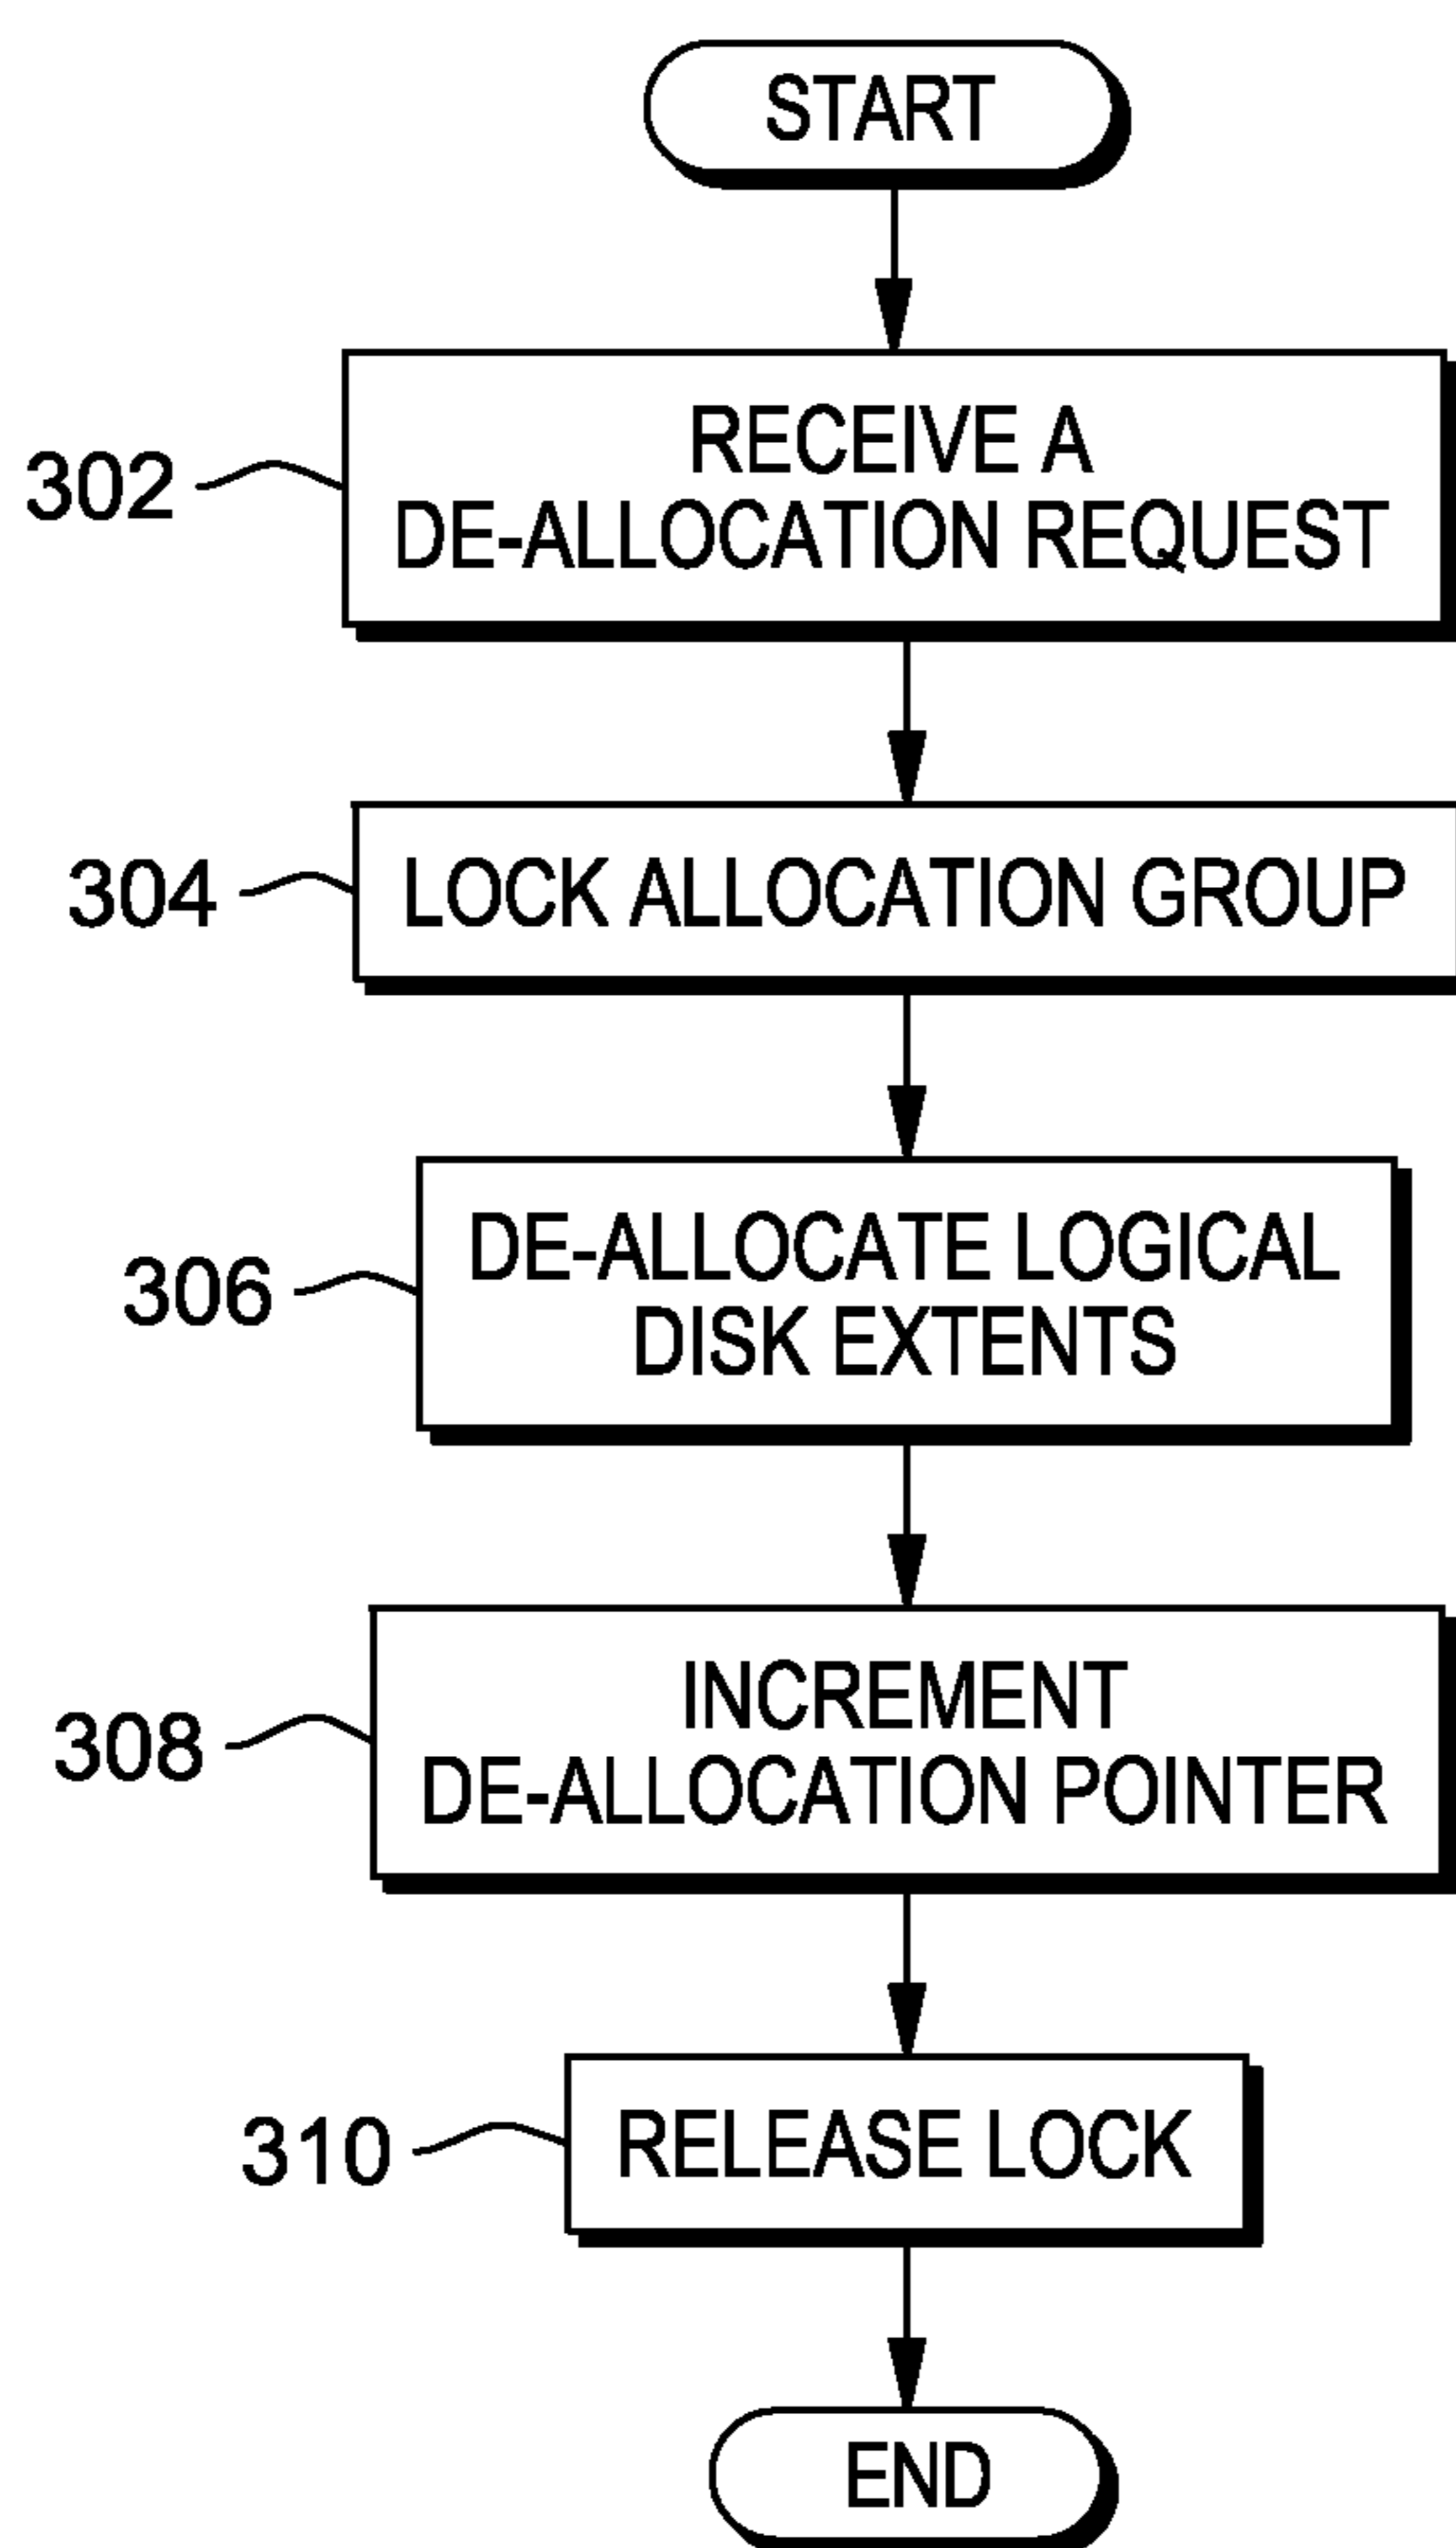 START
302
RECEIVE A
DE-ALLOCATION REQUEST
304
LOCK ALLOCATION GROUP
306
DE-ALLOCATE LOGICAL
DISK EXTENTS
308
INCREMENT
DE-ALLOCATION POINTER
310
RELEASE LOCK
END